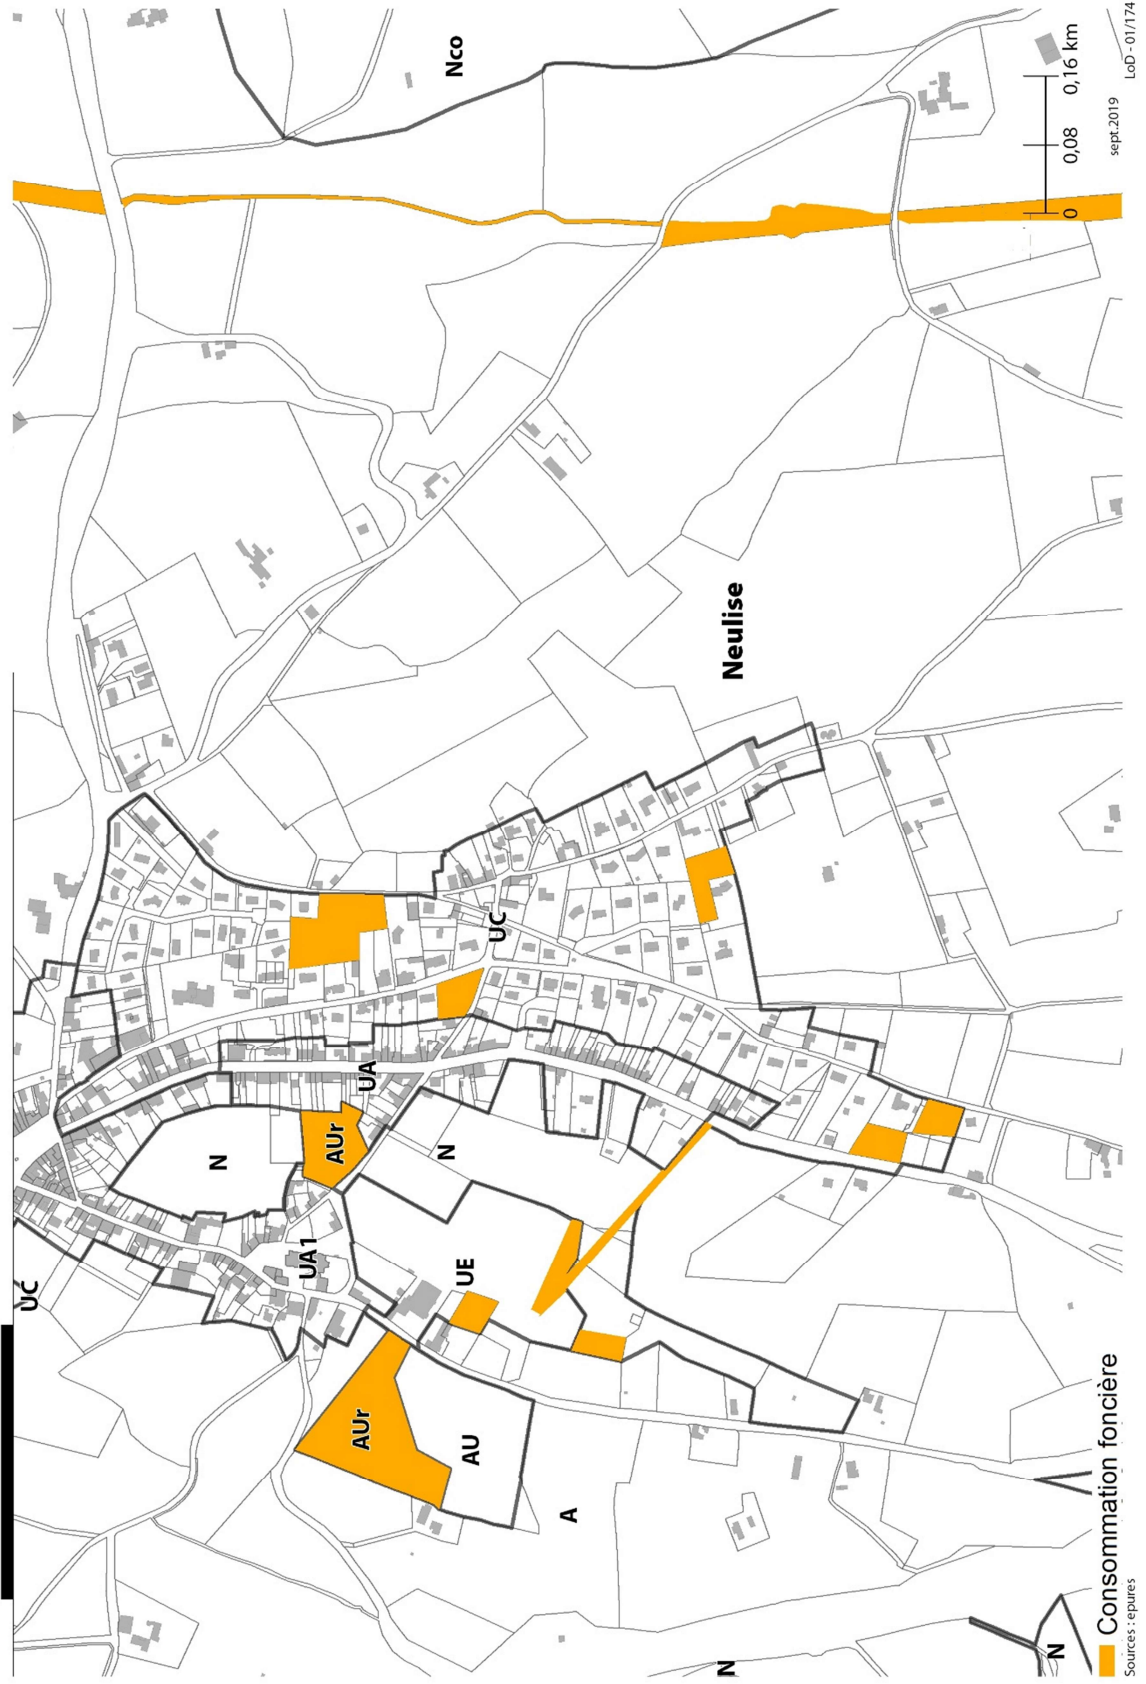 UC
N
UA1
AUr
AUr
UA
N
Nco
UE
AU
UC
A
N
Neulise
N
0 0,08 0,16 km
Consommation foncière
sept.2019
Sources : epures
LoD - 01/174